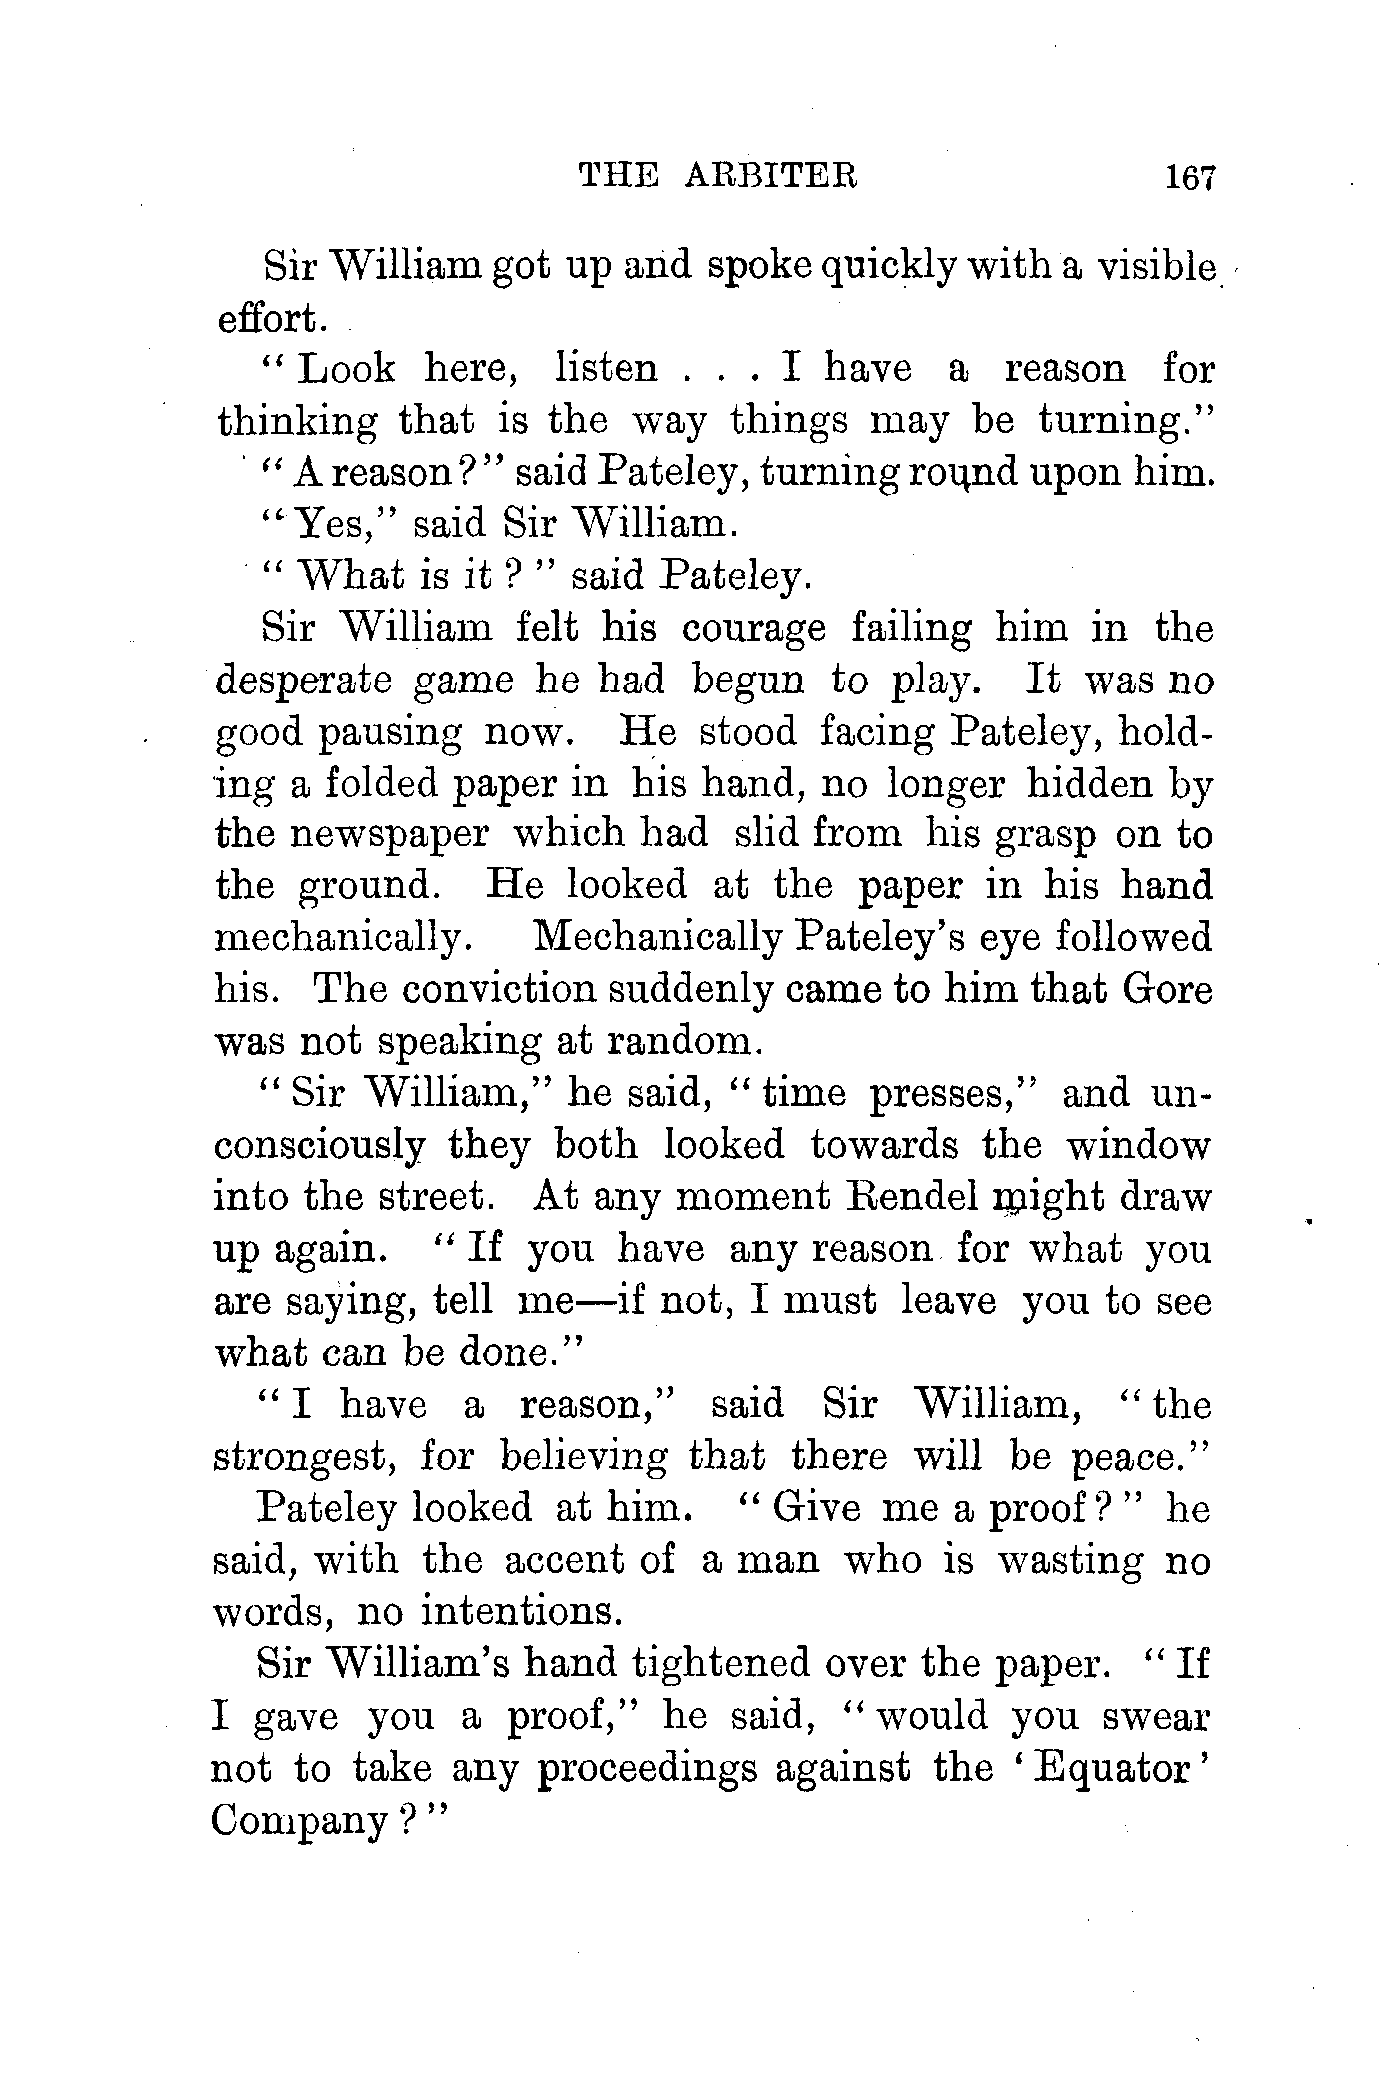 THE ARBITER 167
Sir William got up and spoke quickly with a visible
effort.
" Look here, listen . . . I have a reason for
thinking that is the way things may be turning."
" A reason?" said Pateley, turning round upon him.
" Yes," said Sir William.
" What is it ? " said Pateley.
Sir William felt his courage failing him in the
desperate game he had begun to play. It was no
good pausing now. He stood facing Pateley, hold-
ing a folded paper in his hand, no longer hidden by
the newspaper which had slid from his grasp on to
the ground. He looked at the paper in his hand
mechanically. Mechanically Pateley's eye followed
his. The conviction suddenly came to him that Gore
was not speaking at random.
" Sir William," he said, " time presses," and un-
consciously they both looked towards the window
into the street. At any moment Rendel might draw
up again. " If you have any reason for what you
are saying, tell me—if not, I must leave you to see
what can be done."
" I have a reason," said Sir William, " the
strongest, for believing that there will be peace."
Pateley looked at him. " Give me a proof? " he
said, with the accent of a man who is wasting no
words, no intentions.
Sir William's hand tightened over the paper. " If
I gave you a proof," he said, " would you swear
not to take any proceedings against the ' Equator '
Company ? "